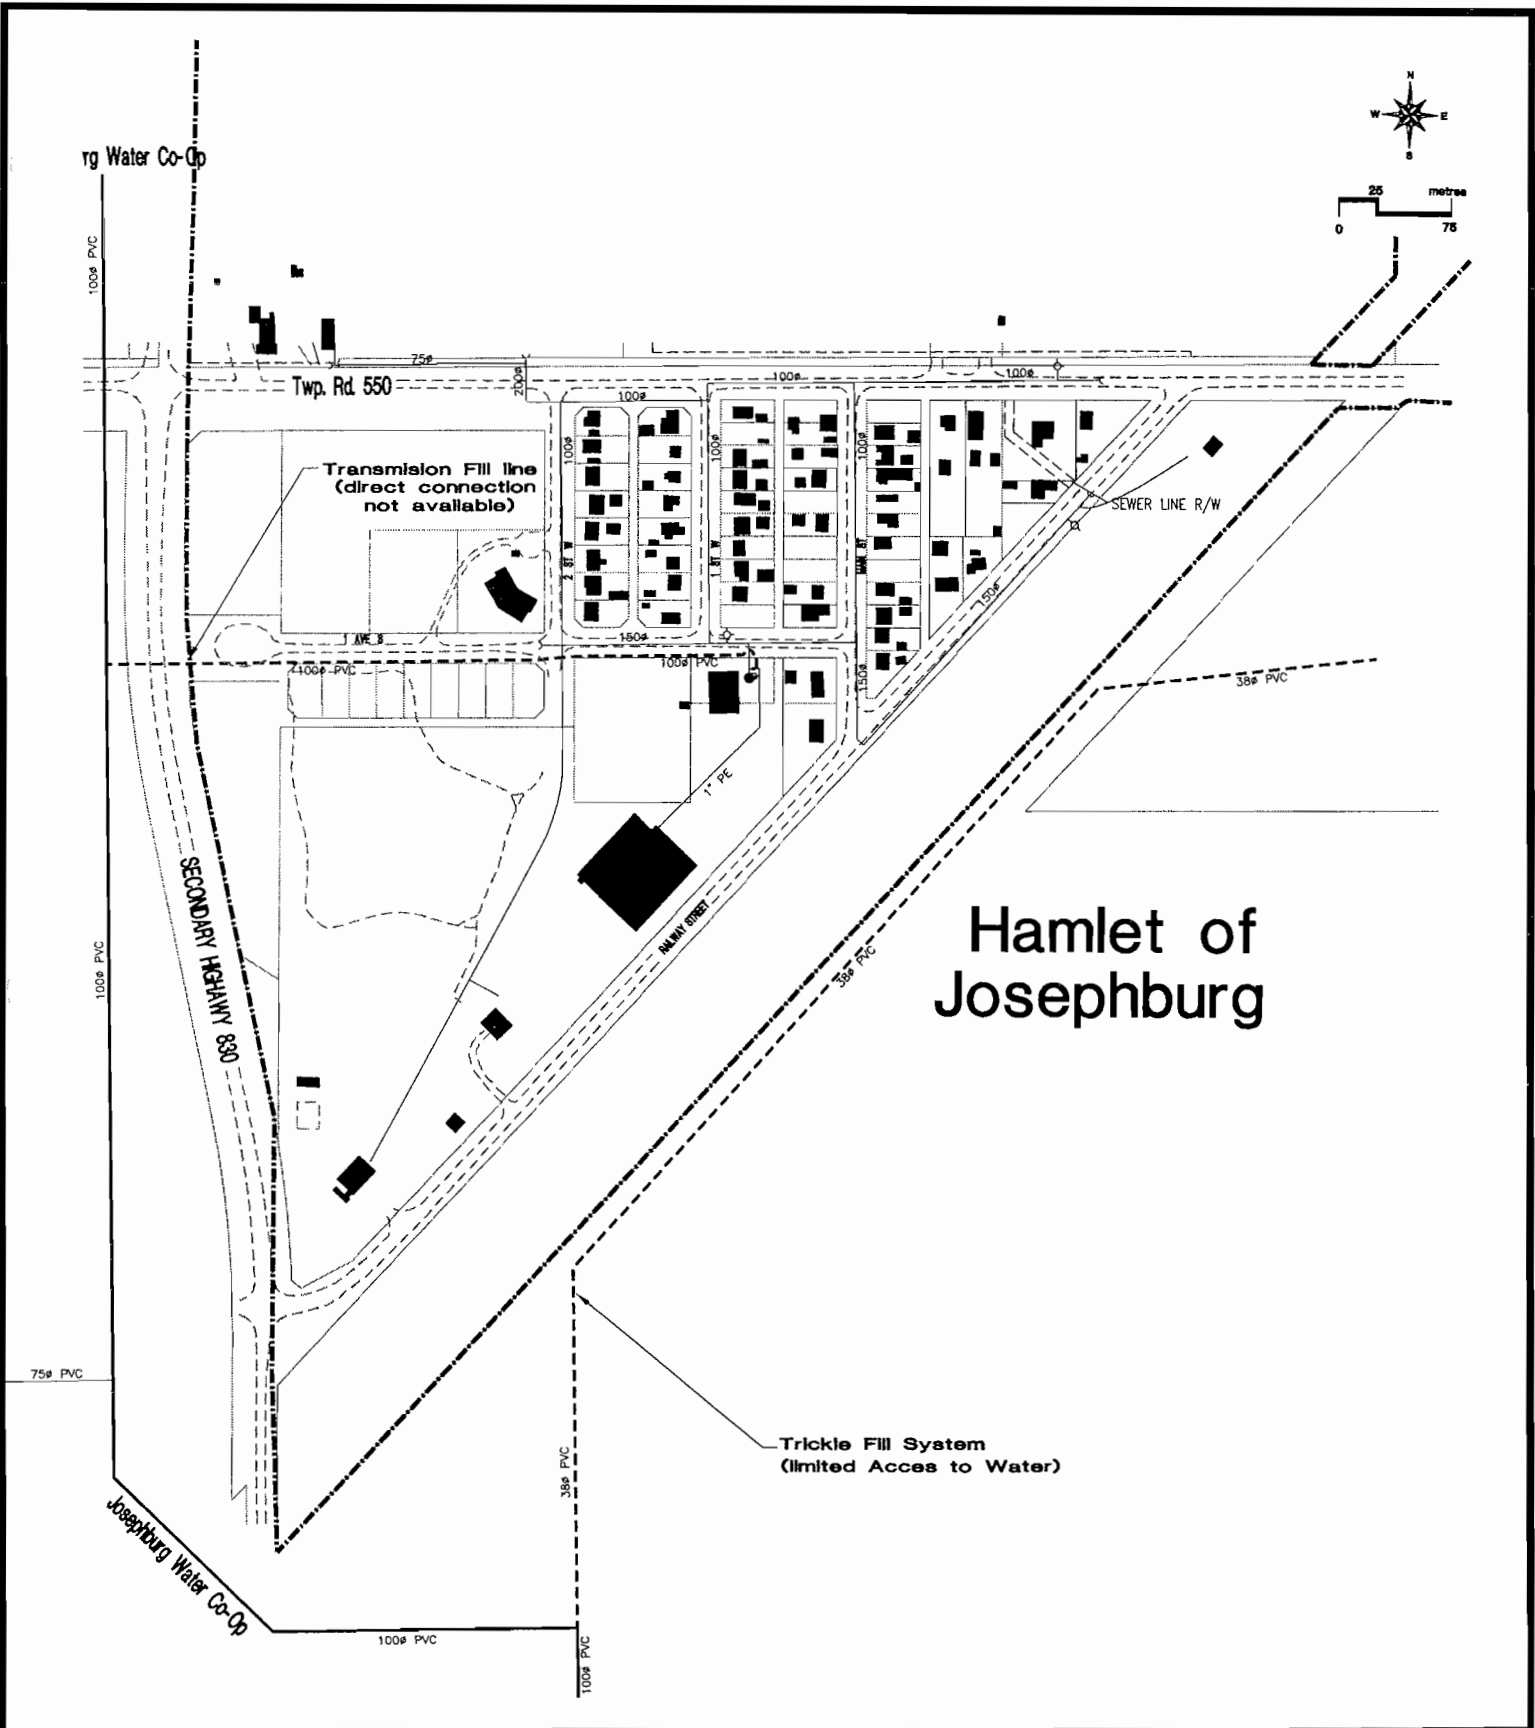 N
W E
S
25 metres
0 75
rg Water Co-Op
100ø PVC
75ø
200ø
Twp. Rd. 550
100ø
100ø
100ø
Transmision Fill line
(direct connection
not available)
100ø
100ø
100ø
SEWER LINE R/W
2 ST W
1 ST W
MAIN ST
150ø
1 AVE S
150ø
100ø PVC
100ø PVC
150ø
38ø PVC
1" PE
SECONDARY HIGHAWY 830
RAILWAY STREET
Hamlet of
Josephburg
38ø PVC
100ø PVC
75ø PVC
Trickle Fill System
(limited Acces to Water)
38ø PVC
Josephburg Water Co-Op
100ø PVC
100ø PVC